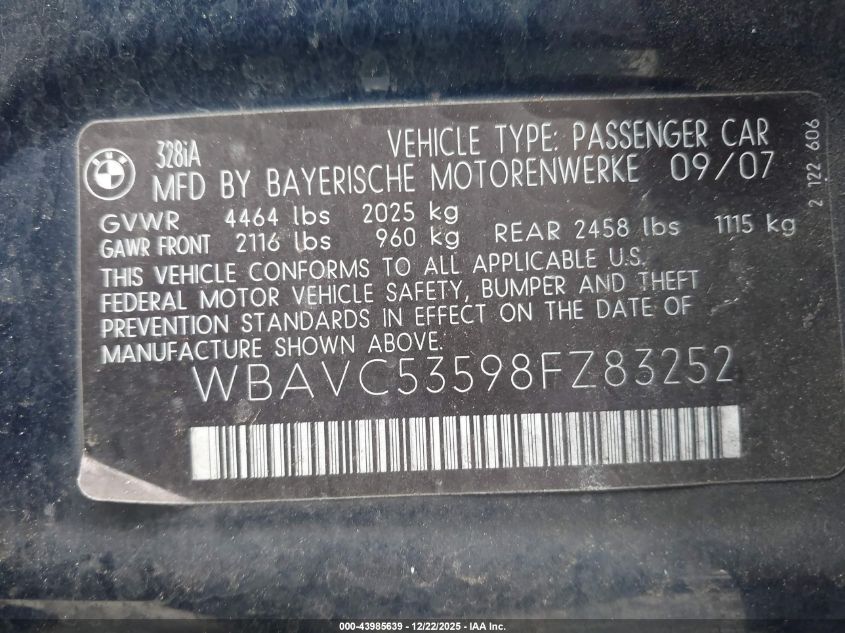 BMW
328iA VEHICLE TYPE: PASSENGER CAR
MFD BY BAYERISCHE MOTORENWERKE 09/07
GVWR 4464 lbs 2025 kg
GAWR FRONT 2116 lbs 960 kg REAR 2458 lbs 1115 kg
THIS VEHICLE CONFORMS TO ALL APPLICABLE U.S.
FEDERAL MOTOR VEHICLE SAFETY, BUMPER AND THEFT
PREVENTION STANDARDS IN EFFECT ON THE DATE OF
MANUFACTURE SHOWN ABOVE.
WBAVC53598FZ83252
2 122 606
000-43985639 - 12/22/2025 - IAA Inc.